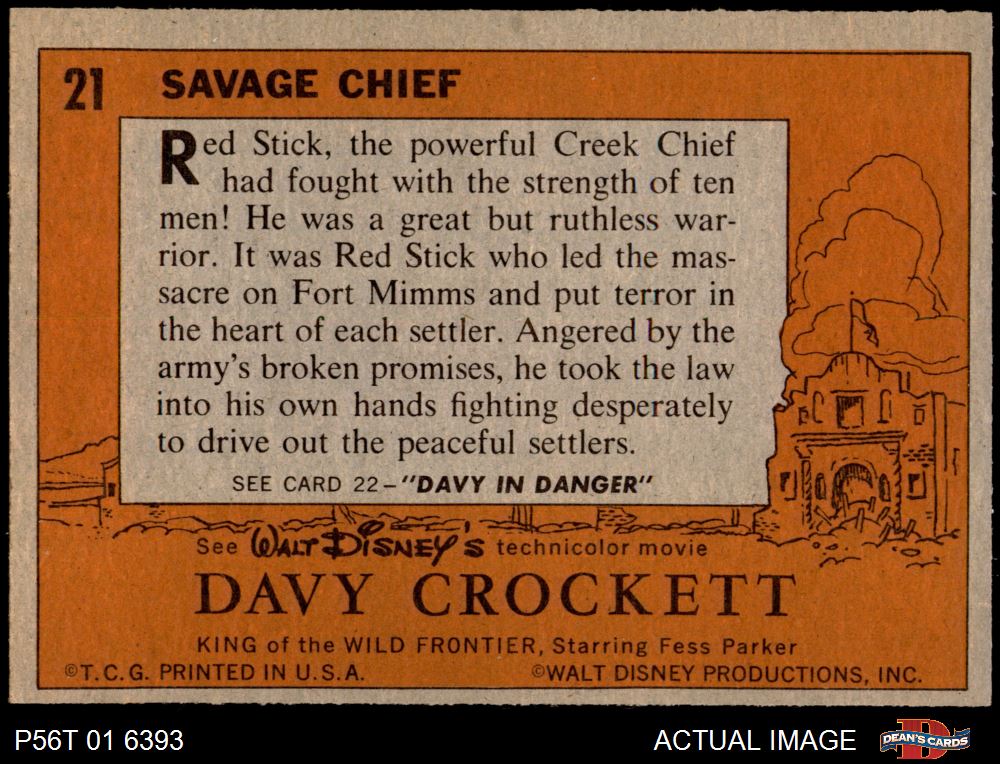 21 SAVAGE CHIEF
Red Stick, the powerful Creek Chief
had fought with the strength of ten
men! He was a great but ruthless war-
rior. It was Red Stick who led the mas-
sacre on Fort Mimms and put terror in
the heart of each settler. Angered by the
army's broken promises, he took the law
into his own hands fighting desperately
to drive out the peaceful settlers.
SEE CARD 22-"DAVY IN DANGER"
See WALT DISNEY'S technicolor movie
DAVY CROCKETT
KING of the WILD FRONTIER, Starring Fess Parker
©T.C.G. PRINTED IN U.S.A. ©WALT DISNEY PRODUCTIONS, INC.
P56T 01 6393 ACTUAL IMAGE D DEAN'S CARDS